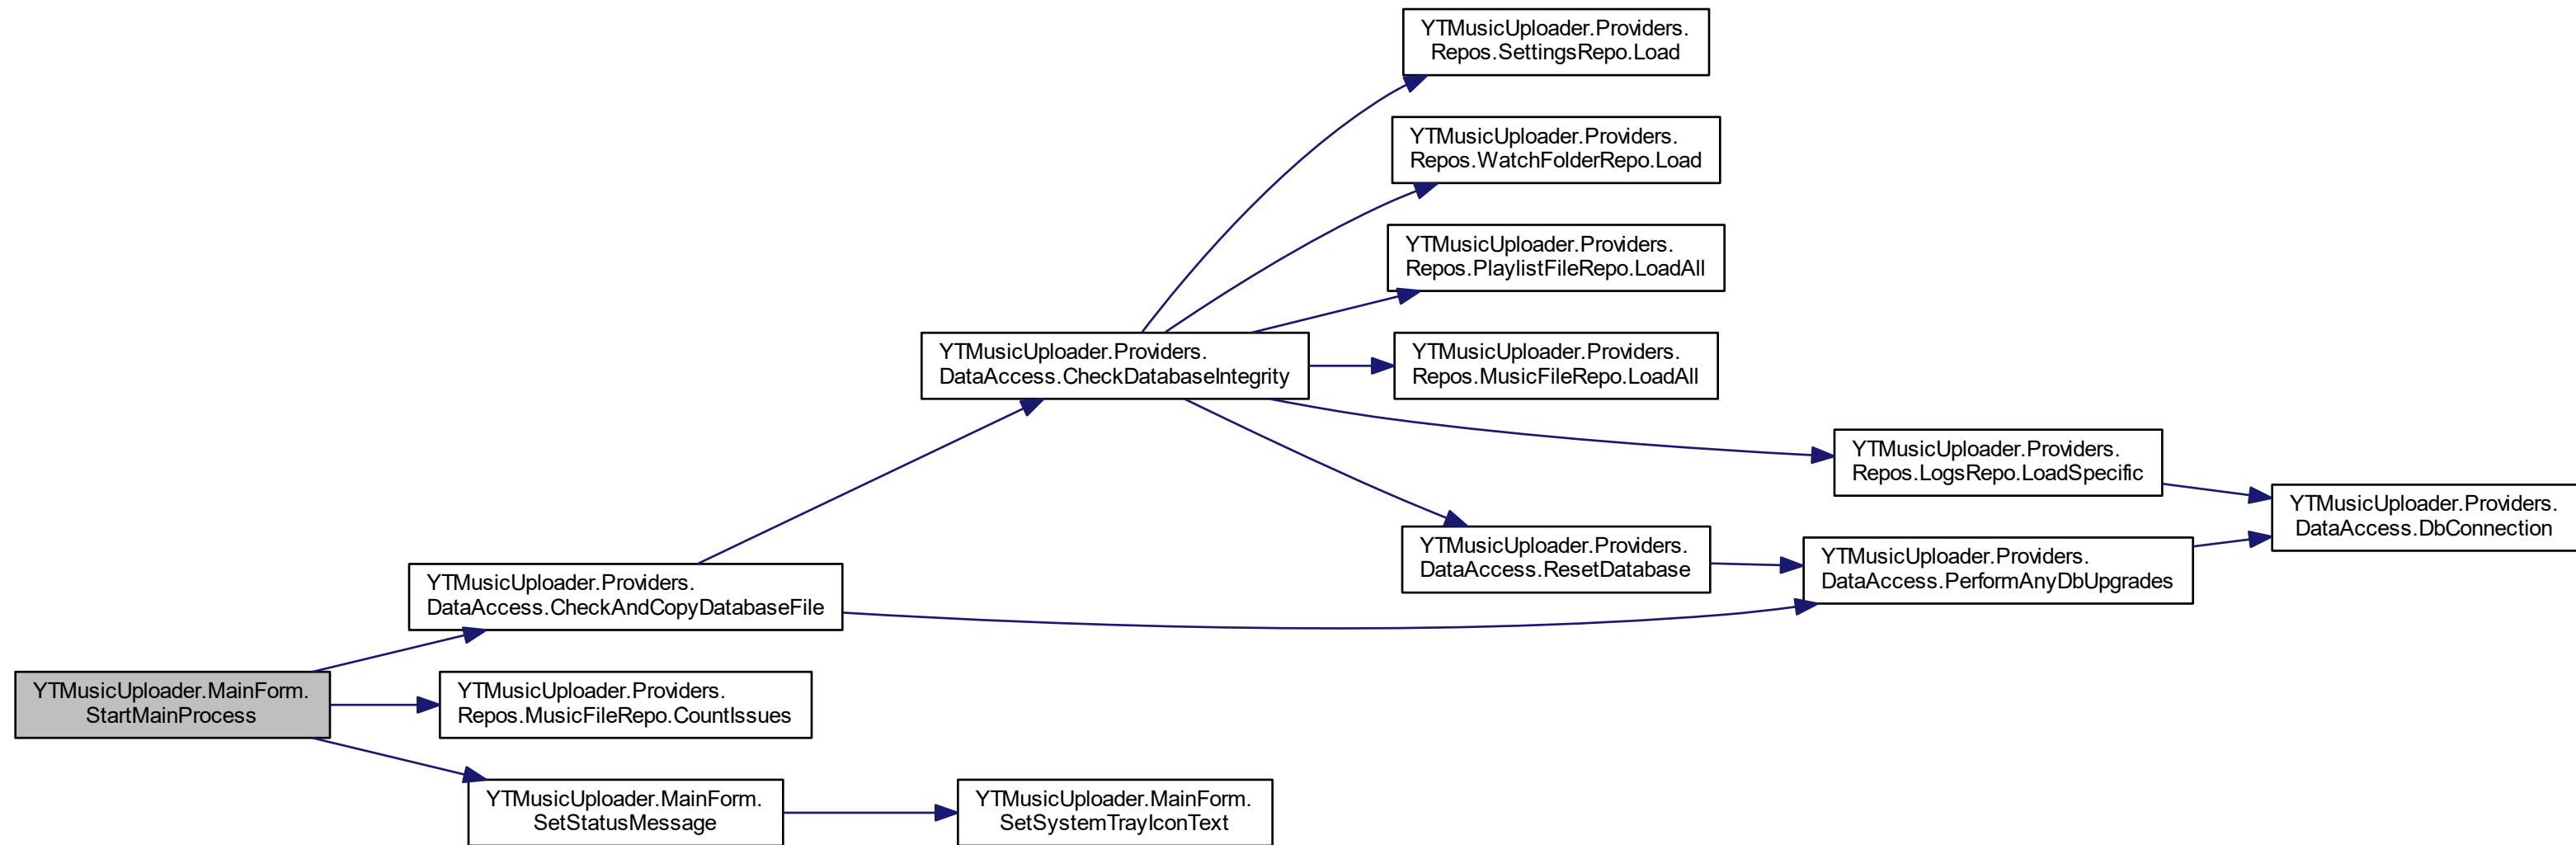 YTMusicUploader.Providers.
Repos.SettingsRepo.Load
YTMusicUploader.Providers.
Repos.WatchFolderRepo.Load
YTMusicUploader.Providers.
Repos.PlaylistFileRepo.LoadAll
YTMusicUploader.Providers.
DataAccess.CheckDatabaseIntegrity
YTMusicUploader.Providers.
Repos.MusicFileRepo.LoadAll
YTMusicUploader.Providers.
Repos.LogsRepo.LoadSpecific
YTMusicUploader.Providers.
DataAccess.DbConnection
YTMusicUploader.Providers.
DataAccess.ResetDatabase
YTMusicUploader.Providers.
DataAccess.PerformAnyDbUpgrades
YTMusicUploader.Providers.
DataAccess.CheckAndCopyDatabaseFile
YTMusicUploader.MainForm.
StartMainProcess
YTMusicUploader.Providers.
Repos.MusicFileRepo.CountIssues
YTMusicUploader.MainForm.
SetStatusMessage
YTMusicUploader.MainForm.
SetSystemTrayIconText